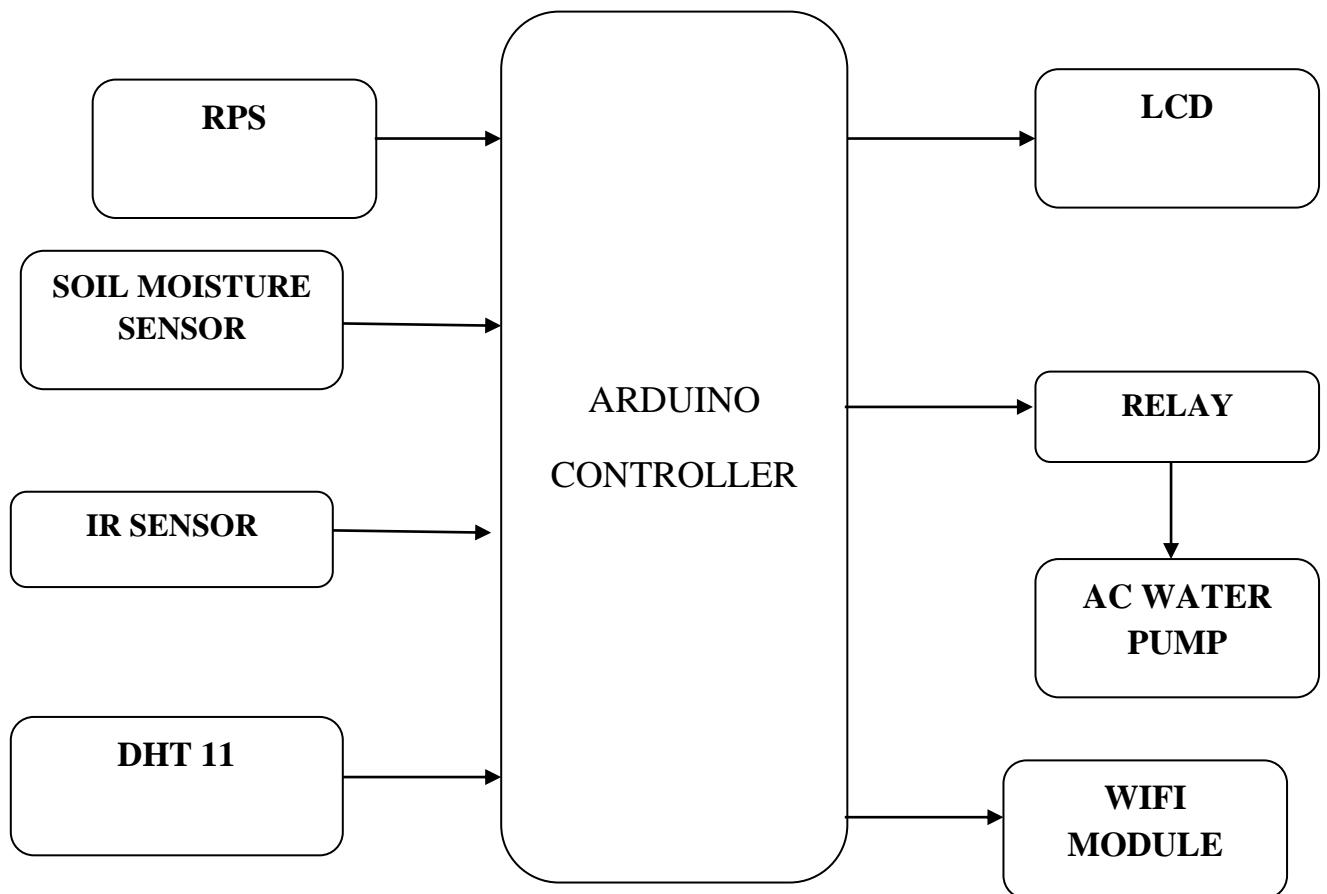 RPS
SOIL MOISTURE
SENSOR
IR SENSOR
DHT 11
ARDUINO
CONTROLLER
LCD
RELAY
AC WATER
PUMP
WIFI
MODULE